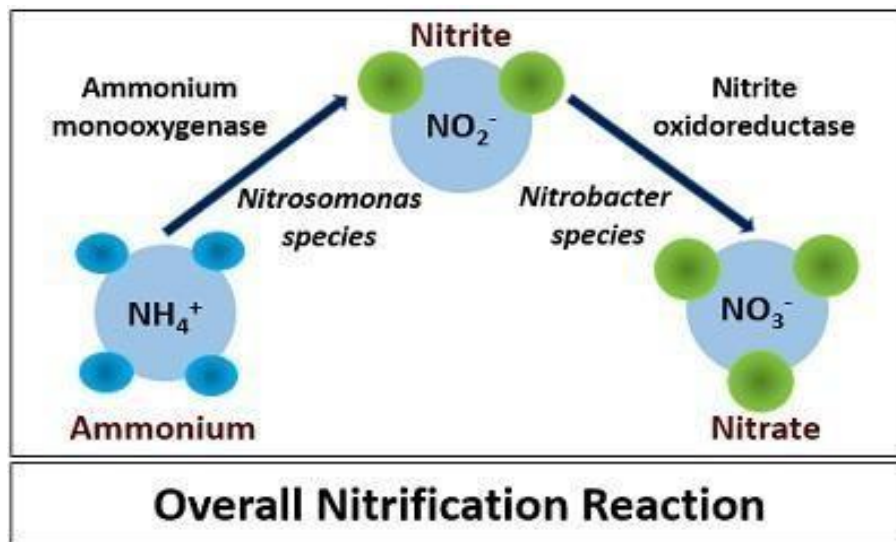 Nitrite
Ammonium
monooxygenase
NO₂⁻
Nitrite
oxidoreductase
Nitrosomonas
species
Nitrobacter
species
NH₄⁺
NO₃⁻
Ammonium
Nitrate
Overall Nitrification Reaction